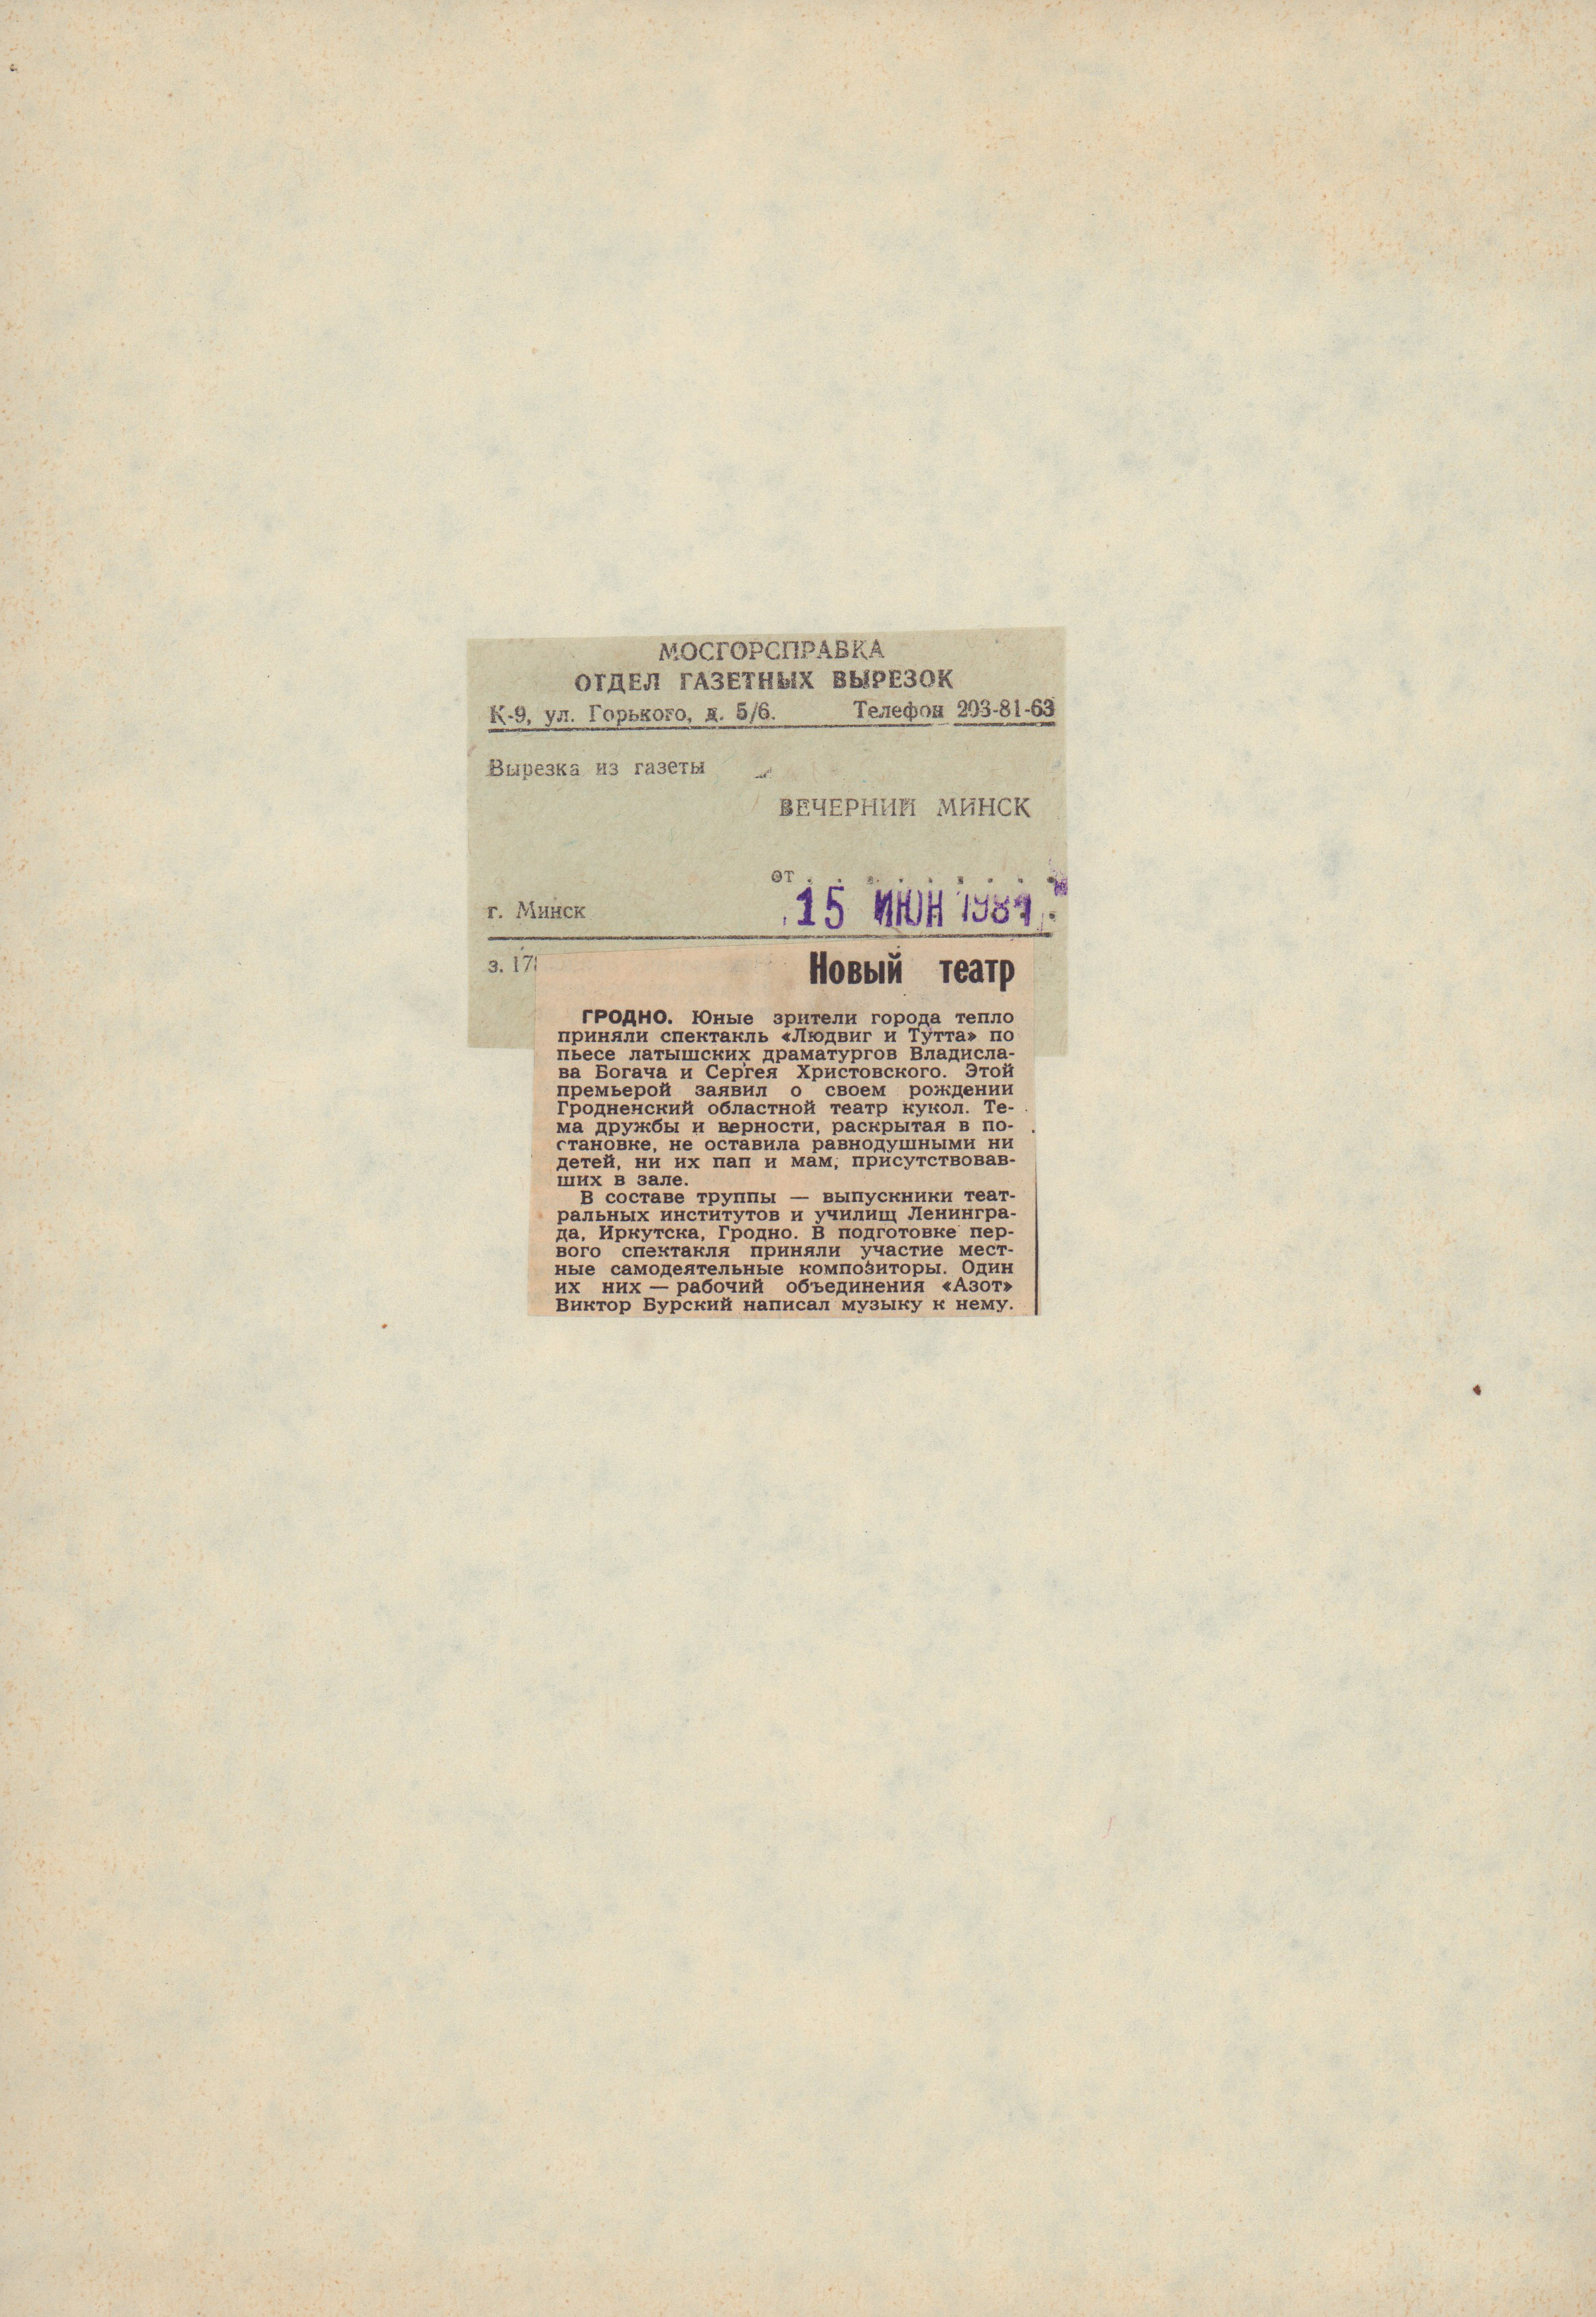 МОСГОРСПРАВКА
ОТДЕЛ ГАЗЕТНЫХ ВЫРЕЗОК
К-9, ул. Горького, д. 5/6. Телефон 203-81-63
Вырезка из газеты
ВЕЧЕРНИЙ МИНСК
от
г. Минск 15 ИЮН
з. 17
Новый театр
ГРОДНО. Юные зрители города тепло
приняли спектакль «Людвиг и Тутта» по
пьесе латышских драматургов Владисла-
ва Богача и Сергея Христовского. Этой
премьерой заявил о своем рождении
Гродненский областной театр кукол. Те-
ма дружбы и верности, раскрытая в по-
становке, не оставила равнодушными ни
детей, ни их пап и мам, присутствовав-
ших в зале.
В составе труппы — выпускники теат-
ральных институтов и училищ Ленингра-
да, Иркутска, Гродно. В подготовке пер-
вого спектакля приняли участие мест-
ные самодеятельные композиторы. Один
их них — рабочий объединения «Азот»
Виктор Бурский написал музыку к нему.